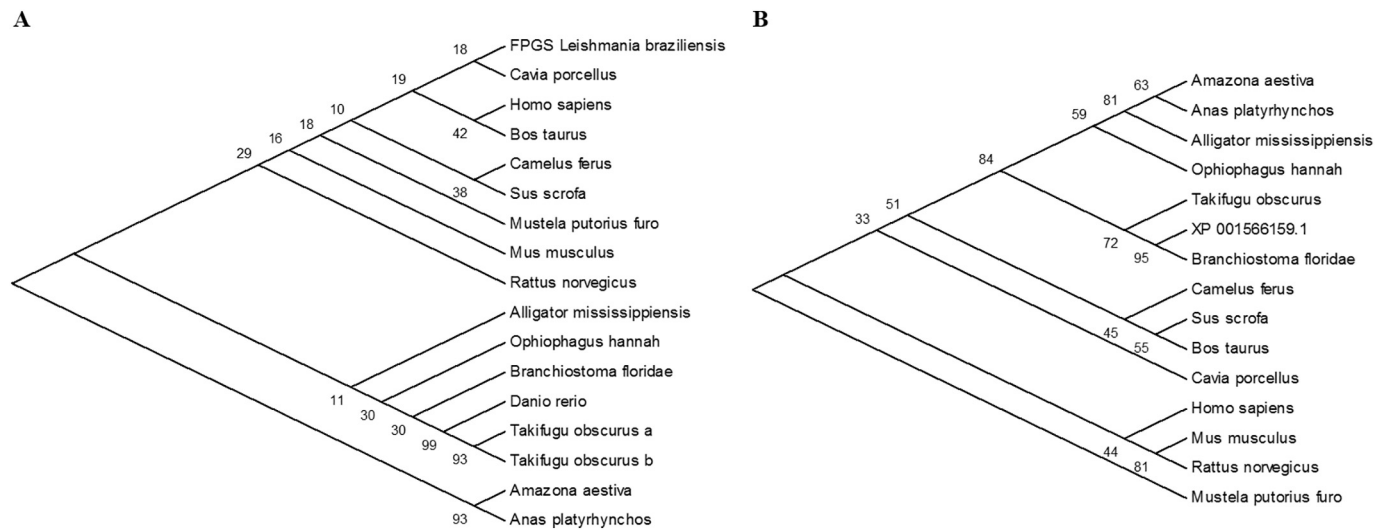 A
18
FPGS Leishmania braziliensis
Cavia porcellus
19
Homo sapiens
10
42
Bos taurus
18
16
Camelus ferus
29
38
Sus scrofa
Mustela putorius furo
Mus musculus
Rattus norvegicus
Alligator mississippiensis
Ophiophagus hannah
11
Branchiostoma floridae
30
Danio rerio
30
Takifugu obscurus a
99
Takifugu obscurus b
93
Amazona aestiva
93
Anas platyrhynchos
B
63
Amazona aestiva
81
Anas platyrhynchos
59
Alligator mississippiensis
84
Ophiophagus hannah
Takifugu obscurus
51
33
XP 001566159.1
72
95
Branchiostoma floridae
Camelus ferus
Sus scrofa
45
55
Bos taurus
Cavia porcellus
Homo sapiens
Mus musculus
44
81
Rattus norvegicus
Mustela putorius furo